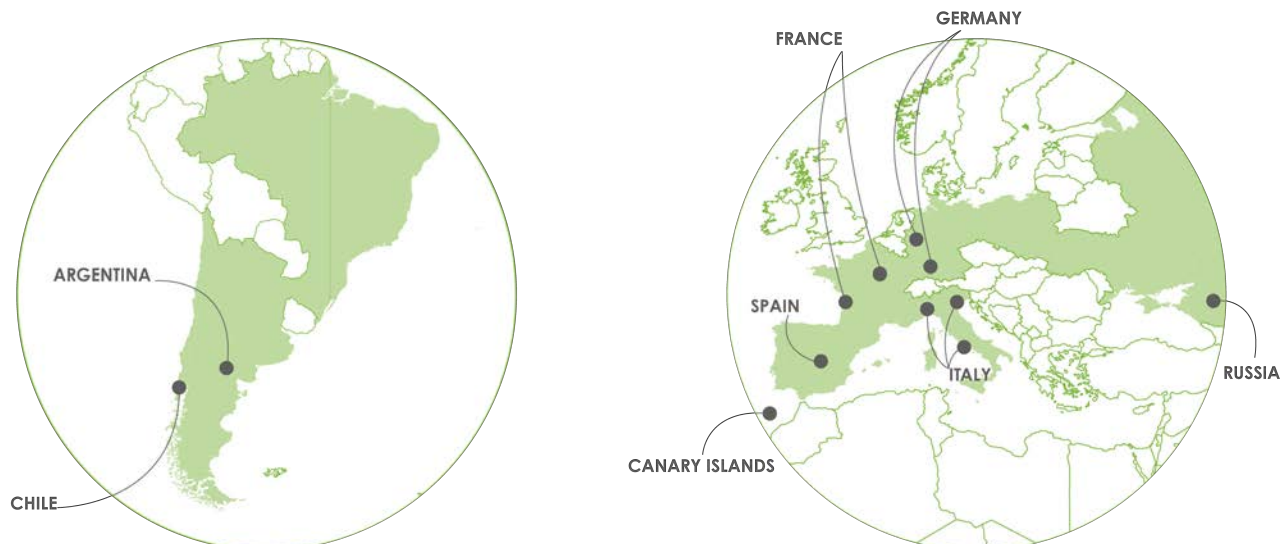 ARGENTINA
CHILE
GERMANY
FRANCE
SPAIN
ITALY
RUSSIA
CANARY ISLANDS